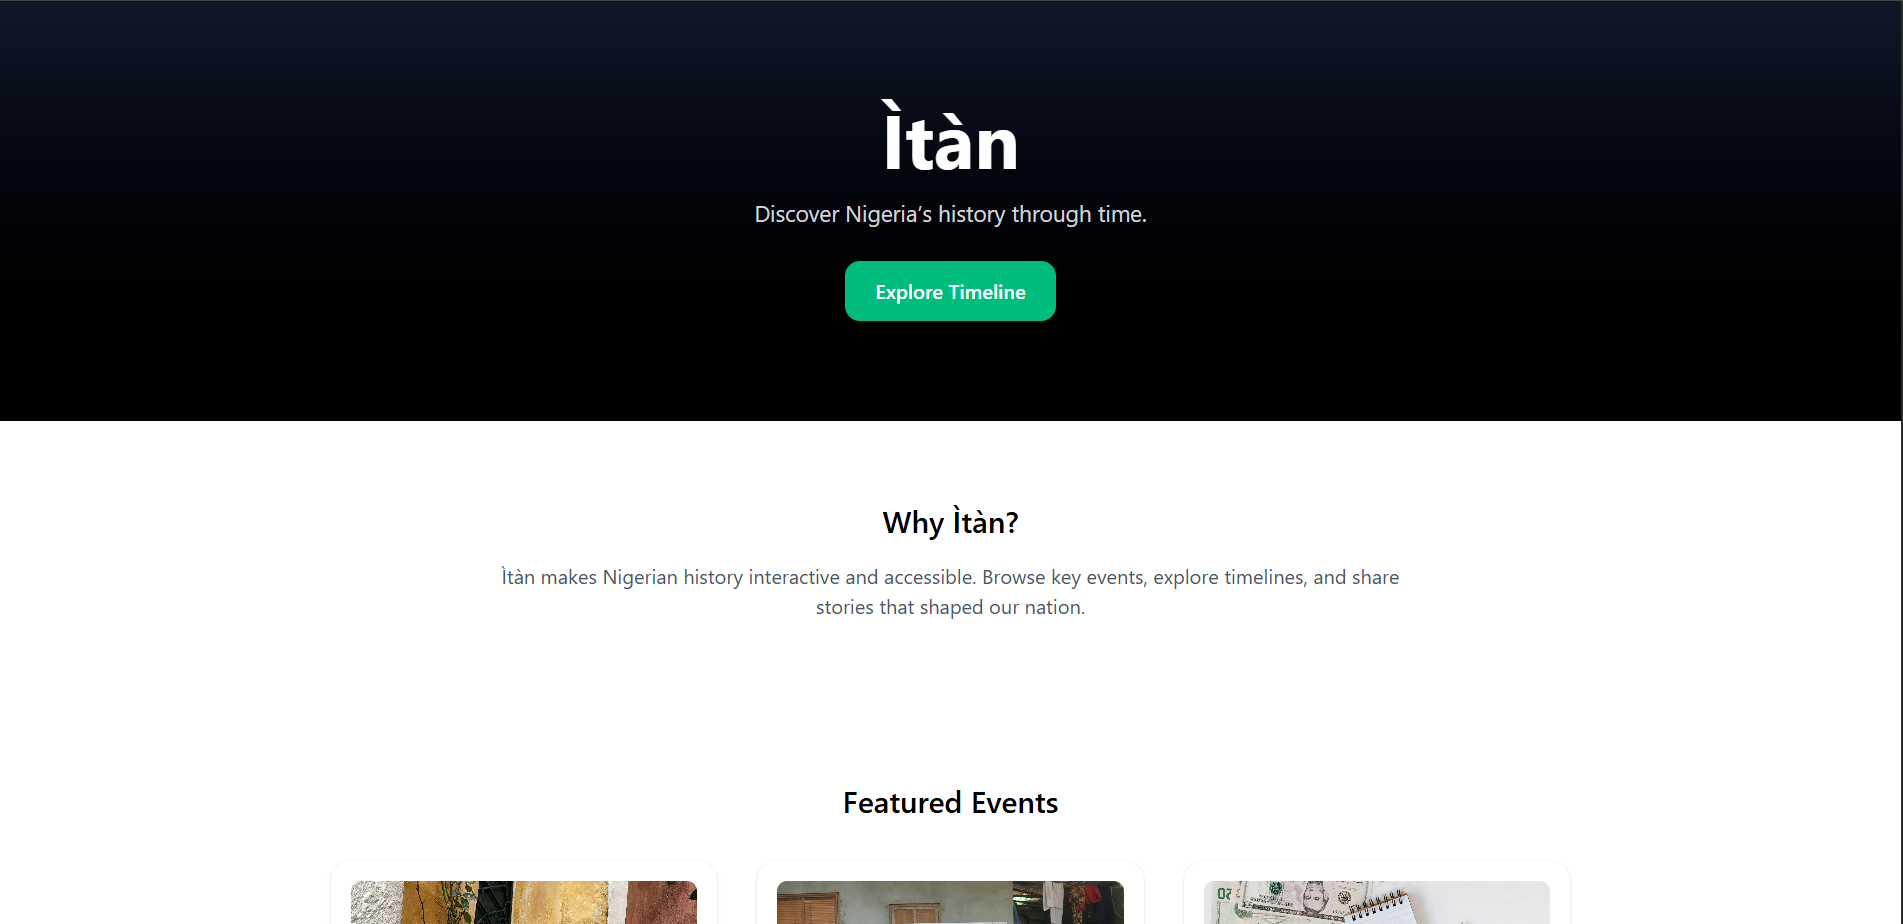 Ìtàn
Discover Nigeria’s history through time.
Explore Timeline
Why Ìtàn?
Ìtàn makes Nigerian history interactive and accessible. Browse key events, explore timelines, and share
stories that shaped our nation.
Featured Events